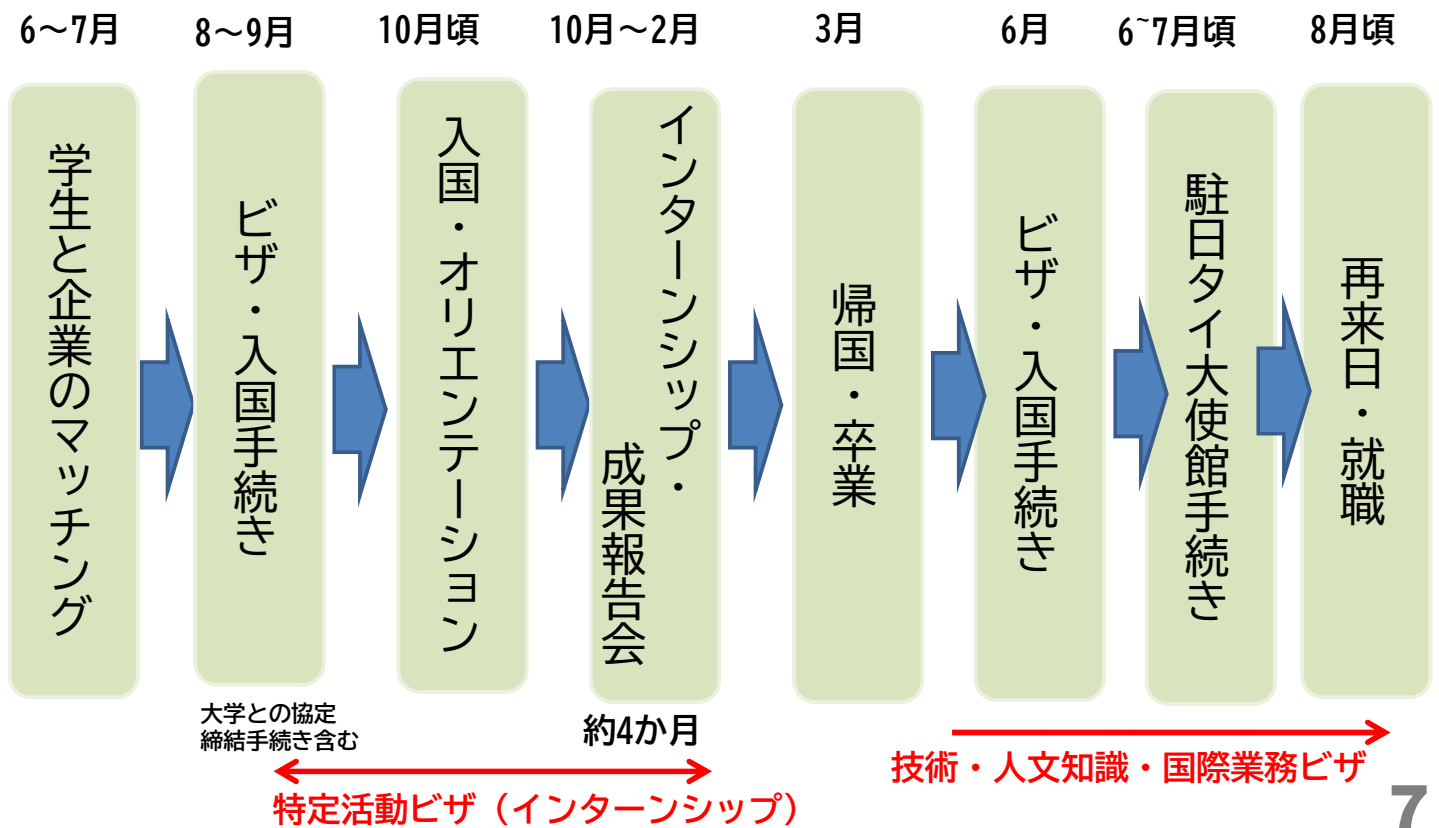 6～7月
8～9月
10月頃
10月～2月
3月
6月
6~7月頃
8月頃
学生と企業のマッチング
ビザ・入国手続き
入国・オリエンテーション
インターンシップ・
成果報告会
帰国・卒業
ビザ・入国手続き
駐日タイ大使館手続き
再来日・就職
大学との協定
締結手続き含む
約4か月
特定活動ビザ（インターンシップ）
技術・人文知識・国際業務ビザ
7